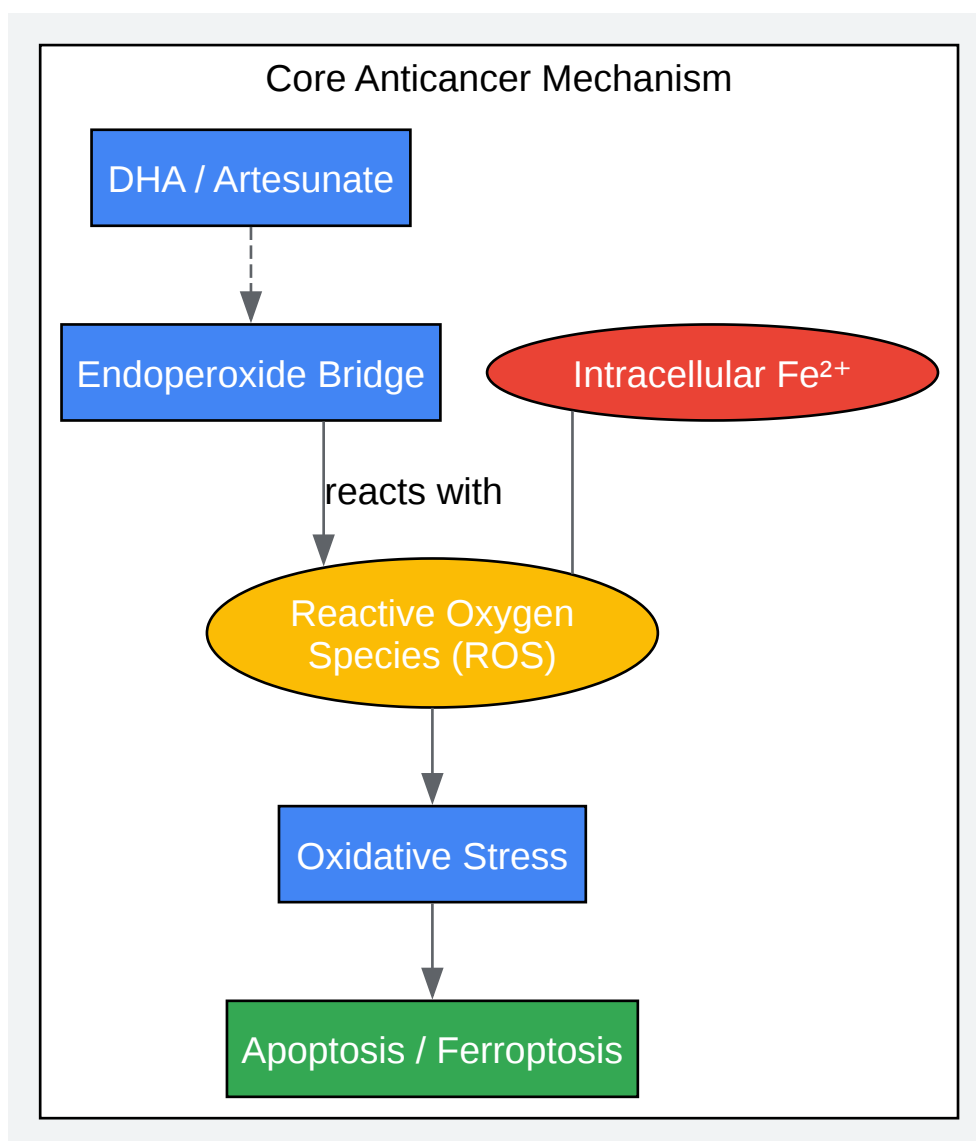 Core Anticancer Mechanism
DHA / Artesunate
Endoperoxide Bridge
Intracellular Fe²⁺
reacts with
Reactive Oxygen
Species (ROS)
Oxidative Stress
Apoptosis / Ferroptosis